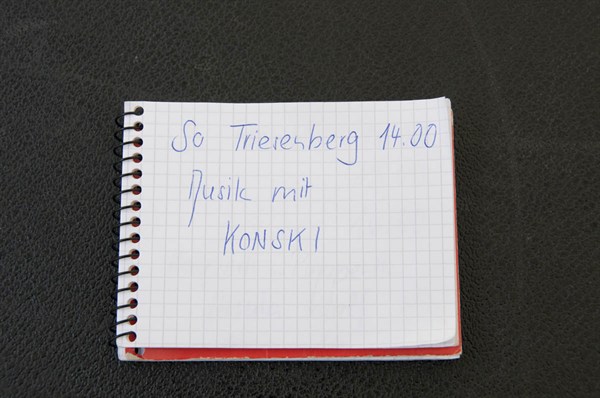 So Triesenberg 14.00
Musik mit
KONSKI